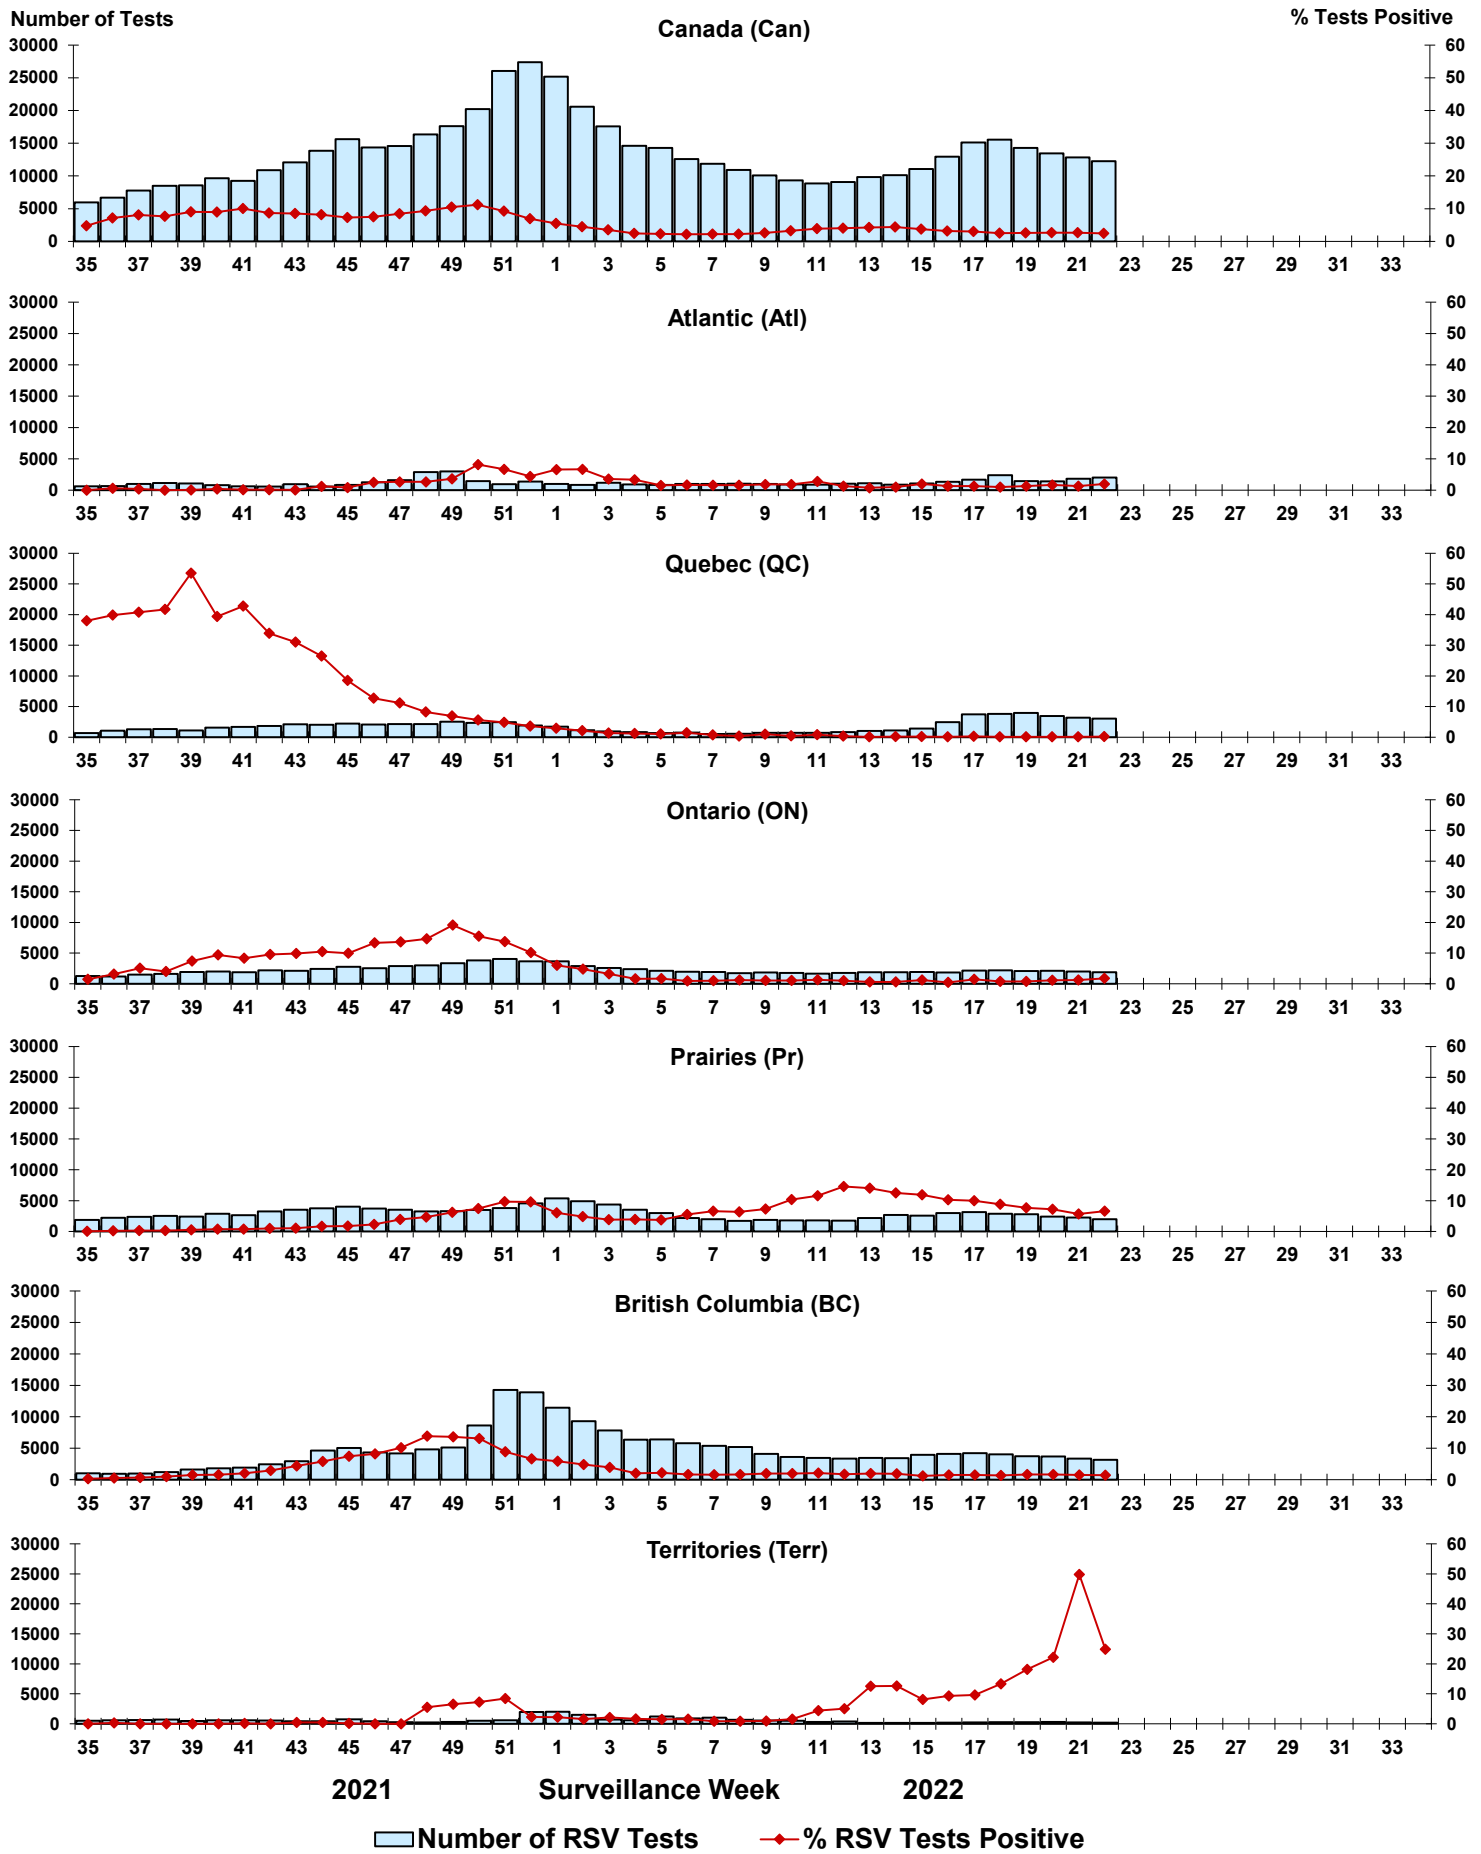 Number of Tests
% Tests Positive
Canada (Can)
30000 25000 20000 15000 10000 5000 0
60 50 40 30 20 10 0
35 37 39 41 43 45 47 49 51 1 3 5 7 9 11 13 15 17 19 21 23 25 27 29 31 33
Atlantic (Atl)
30000 25000 20000 15000 10000 5000 0
60 50 40 30 20 10 0
35 37 39 41 43 45 47 49 51 1 3 5 7 9 11 13 15 17 19 21 23 25 27 29 31 33
Quebec (QC)
30000 25000 20000 15000 10000 5000 0
60 50 40 30 20 10 0
35 37 39 41 43 45 47 49 51 1 3 5 7 9 11 13 15 17 19 21 23 25 27 29 31 33
Ontario (ON)
30000 25000 20000 15000 10000 5000 0
60 50 40 30 20 10 0
35 37 39 41 43 45 47 49 51 1 3 5 7 9 11 13 15 17 19 21 23 25 27 29 31 33
Prairies (Pr)
30000 25000 20000 15000 10000 5000 0
60 50 40 30 20 10 0
35 37 39 41 43 45 47 49 51 1 3 5 7 9 11 13 15 17 19 21 23 25 27 29 31 33
British Columbia (BC)
30000 25000 20000 15000 10000 5000 0
60 50 40 30 20 10 0
35 37 39 41 43 45 47 49 51 1 3 5 7 9 11 13 15 17 19 21 23 25 27 29 31 33
Territories (Terr)
30000 25000 20000 15000 10000 5000 0
60 50 40 30 20 10 0
35 37 39 41 43 45 47 49 51 1 3 5 7 9 11 13 15 17 19 21 23 25 27 29 31 33
2021 Surveillance Week 2022
Number of RSV Tests % RSV Tests Positive